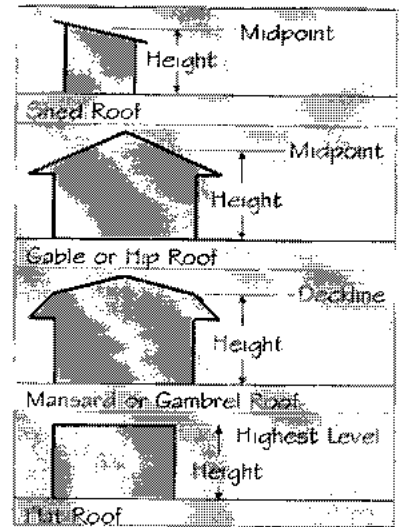 Midpoint
Height
Shed Roof
Midpoint
Height
Gable or Hip Roof
Deckline
Height
Mansard or Gambrel Roof
Highest Level
Height
Flat Roof